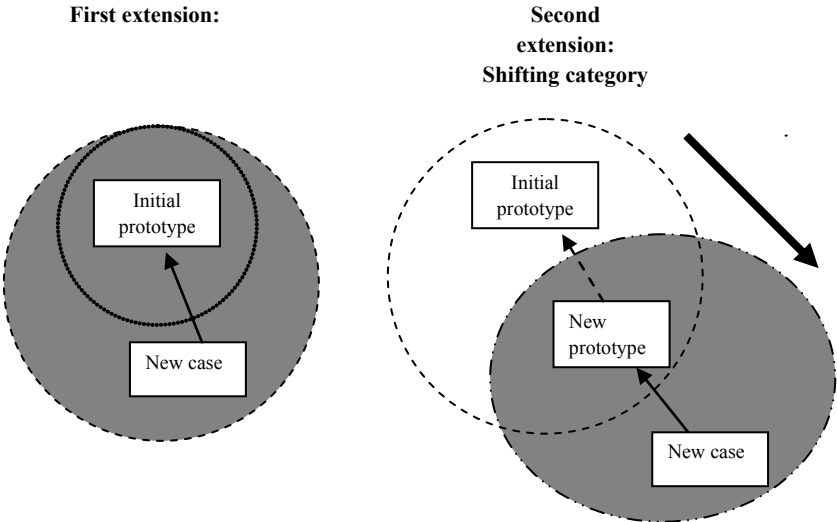 First extension:
Second
extension:
Shifting category
Initial
prototype
New case
Initial
prototype
New
prototype
New case